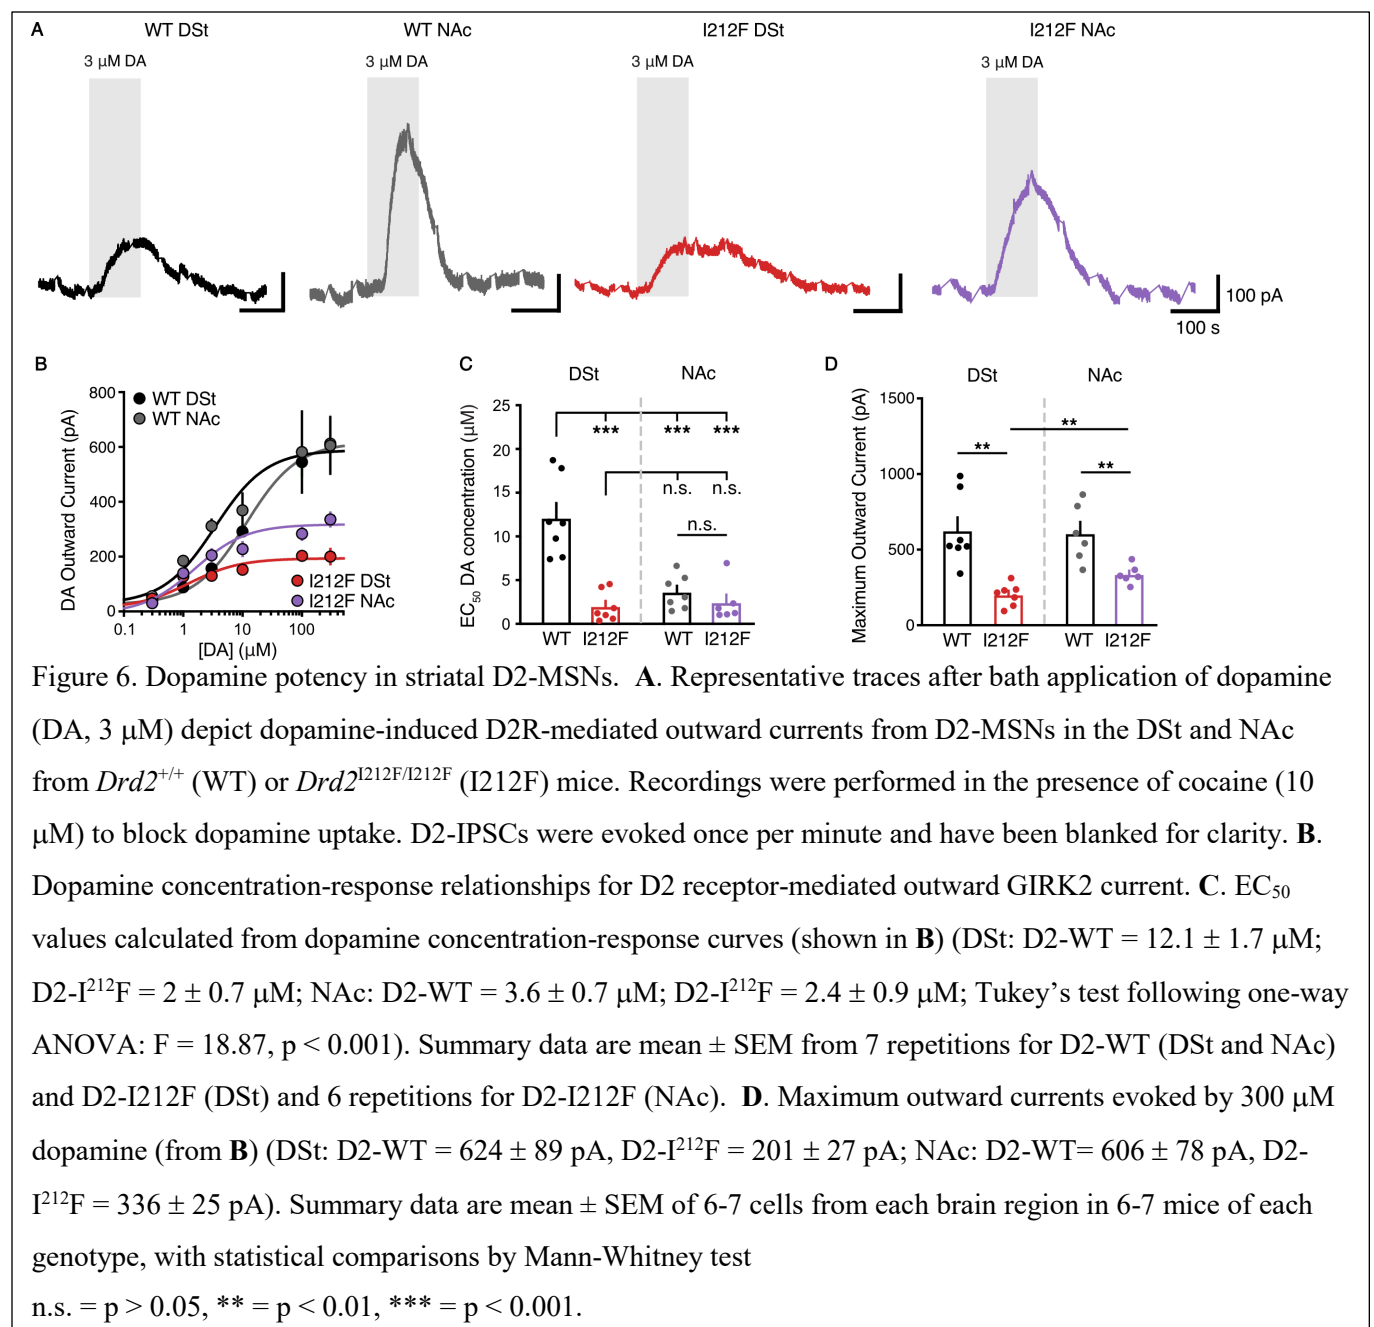 A
WT DSt
WT NAc
I212F DSt
I212F NAc
3 μM DA
3 μM DA
3 μM DA
3 μM DA
100 pA
100 s
B
DA Outward Current (pA)
800
600
400
200
0
0.1
1
10
100
[DA] (μM)
WT DSt
WT NAc
I212F DSt
I212F NAc
C
DSt
NAc
EC50 DA concentration (μM)
25
20
15
10
5
0
***
***
***
n.s.
n.s.
n.s.
WT
I212F
WT
I212F
D
DSt
NAc
Maximum Outward Current (pA)
1500
1000
500
0
**
**
**
WT
I212F
WT
I212F
Figure 6. Dopamine potency in striatal D2-MSNs. A. Representative traces after bath application of dopamine
(DA, 3 μM) depict dopamine-induced D2R-mediated outward currents from D2-MSNs in the DSt and NAc
from Drd2+/+ (WT) or Drd2I212F/I212F (I212F) mice. Recordings were performed in the presence of cocaine (10
μM) to block dopamine uptake. D2-IPSCs were evoked once per minute and have been blanked for clarity. B.
Dopamine concentration-response relationships for D2 receptor-mediated outward GIRK2 current. C. EC50
values calculated from dopamine concentration-response curves (shown in B) (DSt: D2-WT = 12.1 ± 1.7 μM;
D2-I212F = 2 ± 0.7 μM; NAc: D2-WT = 3.6 ± 0.7 μM; D2-I212F = 2.4 ± 0.9 μM; Tukey’s test following one-way
ANOVA: F = 18.87, p < 0.001). Summary data are mean ± SEM from 7 repetitions for D2-WT (DSt and NAc)
and D2-I212F (DSt) and 6 repetitions for D2-I212F (NAc). D. Maximum outward currents evoked by 300 μM
dopamine (from B) (DSt: D2-WT = 624 ± 89 pA, D2-I212F = 201 ± 27 pA; NAc: D2-WT= 606 ± 78 pA, D2-
I212F = 336 ± 25 pA). Summary data are mean ± SEM of 6-7 cells from each brain region in 6-7 mice of each
genotype, with statistical comparisons by Mann-Whitney test
n.s. = p > 0.05, ** = p < 0.01, *** = p < 0.001.